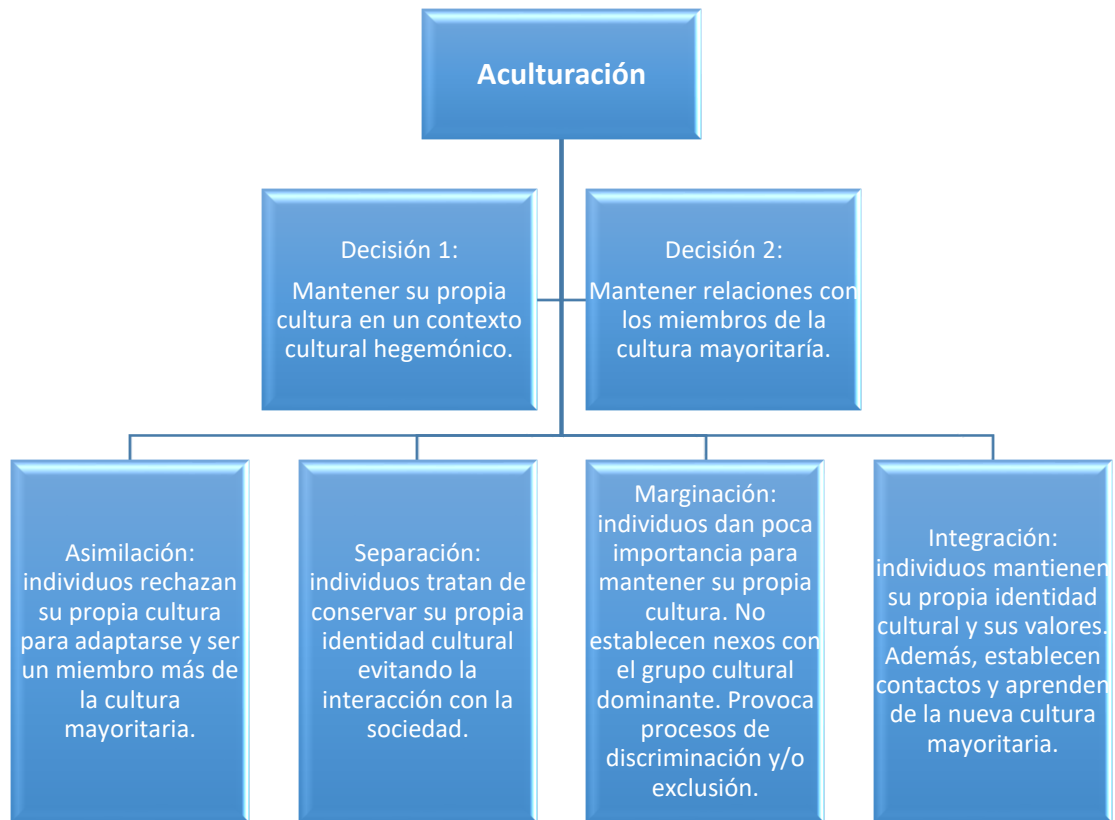 Aculturación
Decisión 1:
Mantener su propia
cultura en un contexto
cultural hegemónico.
Decisión 2:
Mantener relaciones con
los miembros de la
cultura mayoritaría.
Asimilación:
individuos rechazan
su propia cultura
para adaptarse y ser
un miembro más de
la cultura
mayoritaria.
Separación:
individuos tratan de
conservar su propia
identidad cultural
evitando la
interacción con la
sociedad.
Marginación:
individuos dan poca
importancia para
mantener su propia
cultura. No
establecen nexos con
el grupo cultural
dominante. Provoca
procesos de
discriminación y/o
exclusión.
Integración:
individuos mantienen
su propia identidad
cultural y sus valores.
Además, establecen
contactos y aprenden
de la nueva cultura
mayoritaria.